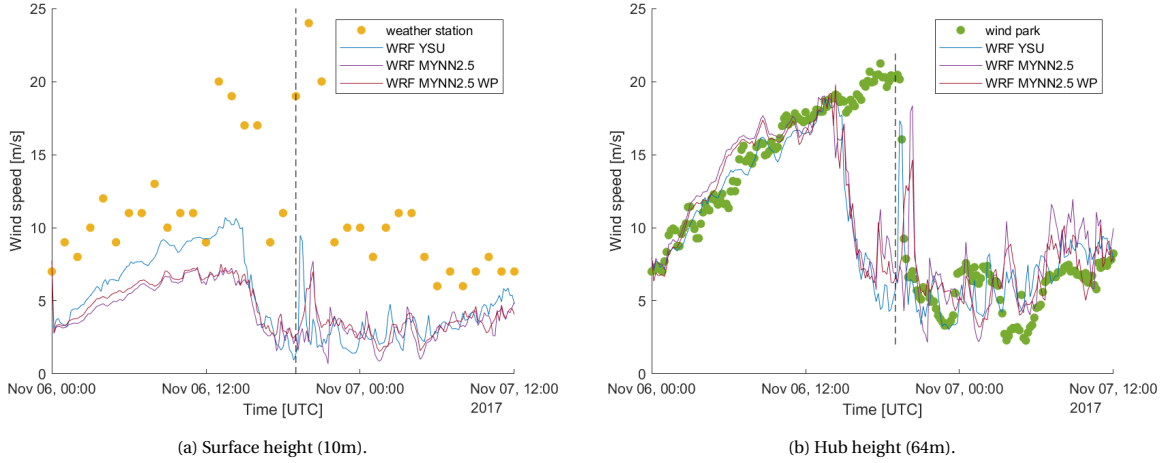 25
20
15
10
5
0
Wind speed [m/s]
weather station
WRF YSU
WRF MYNN2.5
WRF MYNN2.5 WP
Nov 06, 00:00
Nov 06, 12:00
Nov 07, 00:00
Nov 07, 12:00
Time [UTC]
2017
(a) Surface height (10m).
25
20
15
10
5
0
Wind speed [m/s]
wind park
WRF YSU
WRF MYNN2.5
WRF MYNN2.5 WP
Nov 06, 00:00
Nov 06, 12:00
Nov 07, 00:00
Nov 07, 12:00
Time [UTC]
2017
(b) Hub height (64m).